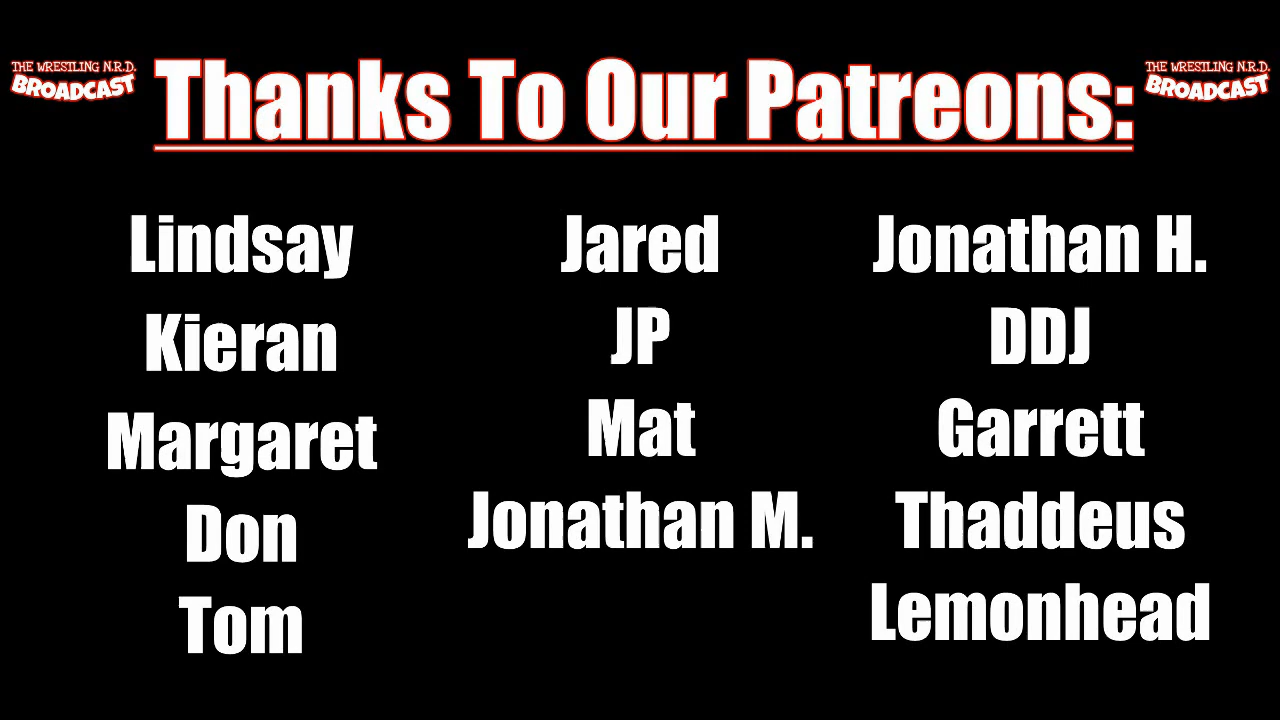 THE WRESTLING N.R.D.
BROADCAST
Thanks To Our Patreons:
THE WRESTLING N.R.D.
BROADCAST
Lindsay
Kieran
Margaret
Don
Tom
Jared
JP
Mat
Jonathan M.
Jonathan H.
DDJ
Garrett
Thaddeus
Lemonhead